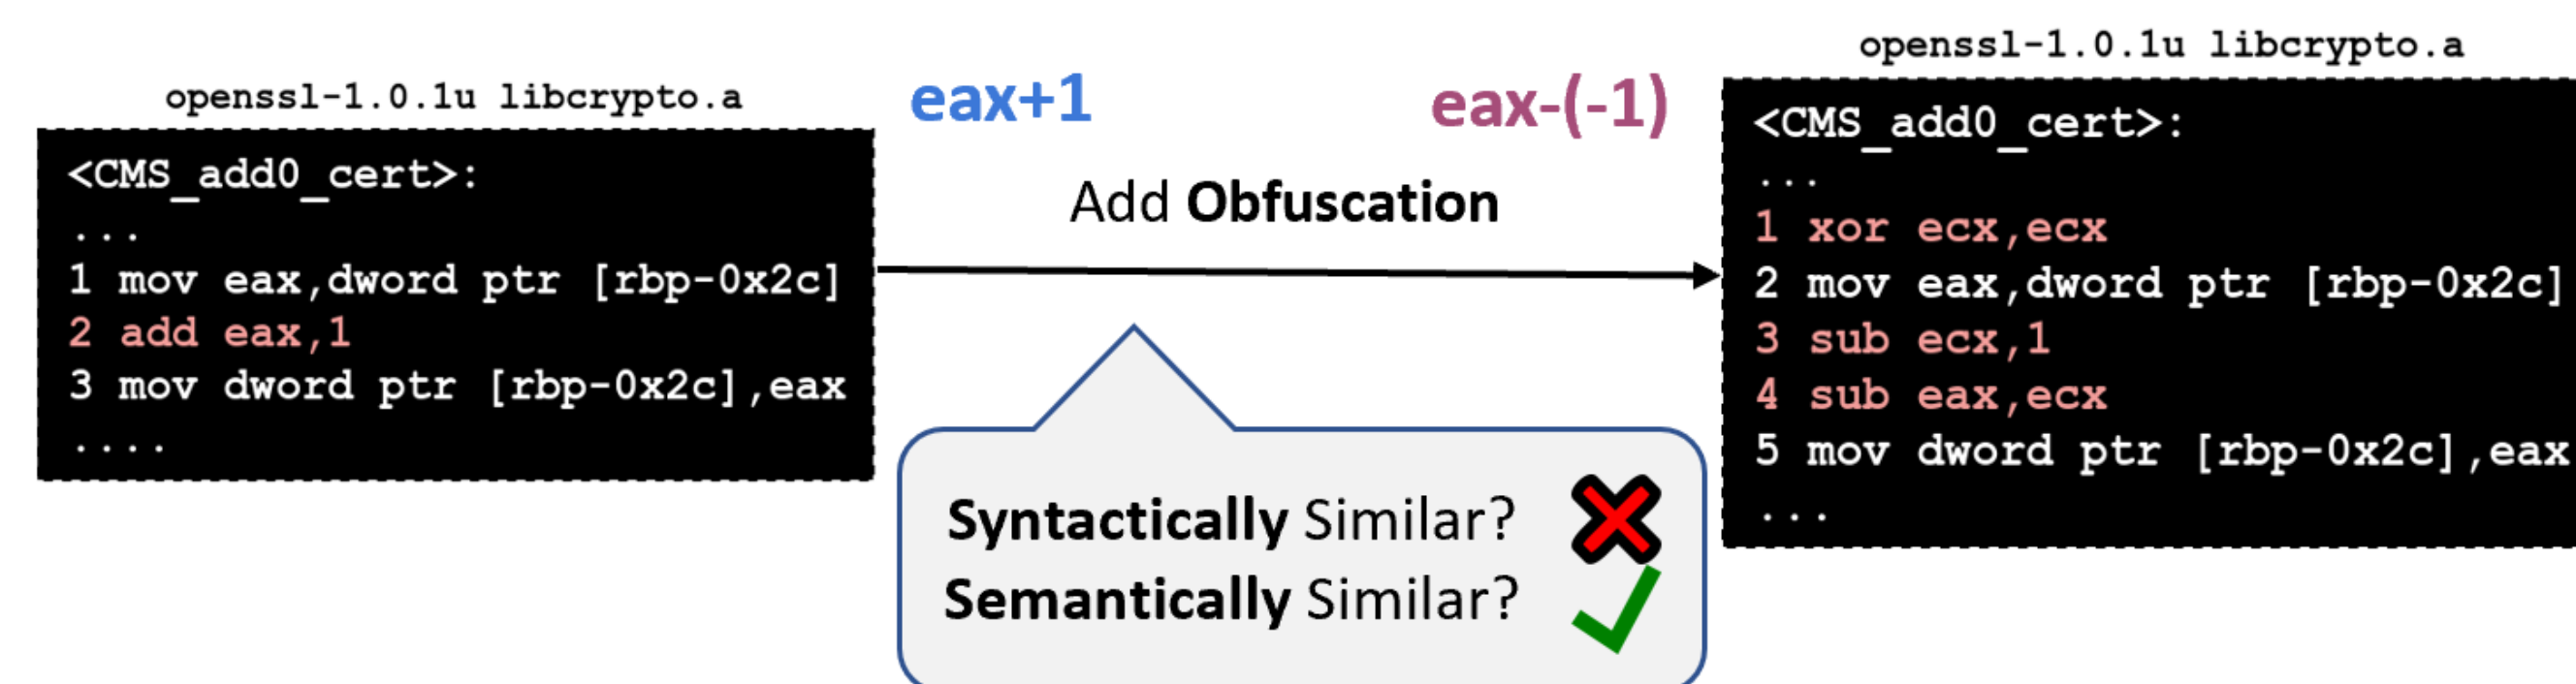 openssl-1.0.1u libcrypto.a
<CMS_add0_cert>:
...
1 mov eax,dword ptr [rbp-0x2c]
2 add eax,1
3 mov dword ptr [rbp-0x2c],eax
....
eax+1
eax-(-1)
Add Obfuscation
Syntactically Similar?
Semantically Similar?
openssl-1.0.1u libcrypto.a
<CMS_add0_cert>:
...
1 xor ecx,ecx
2 mov eax,dword ptr [rbp-0x2c]
3 sub ecx,1
4 sub eax,ecx
5 mov dword ptr [rbp-0x2c],eax
...